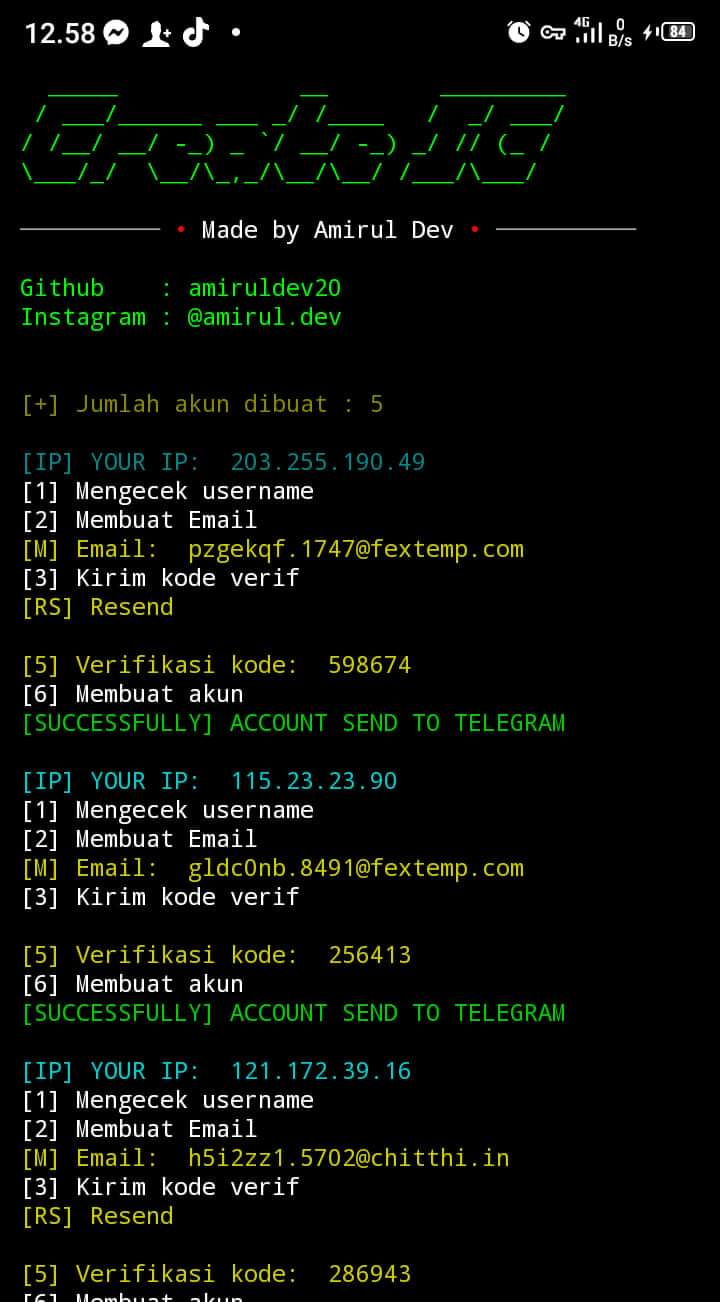 12.58
4G 0 B/s 84
Create IG
• Made by Amirul Dev •
Github : amiruldev20
Instagram : @amirul.dev
[+] Jumlah akun dibuat : 5
[IP] YOUR IP: 203.255.190.49
[1] Mengecek username
[2] Membuat Email
[M] Email: pzgekqf.1747@fextemp.com
[3] Kirim kode verif
[RS] Resend
[5] Verifikasi kode: 598674
[6] Membuat akun
[SUCCESSFULLY] ACCOUNT SEND TO TELEGRAM
[IP] YOUR IP: 115.23.23.90
[1] Mengecek username
[2] Membuat Email
[M] Email: gldc0nb.8491@fextemp.com
[3] Kirim kode verif
[5] Verifikasi kode: 256413
[6] Membuat akun
[SUCCESSFULLY] ACCOUNT SEND TO TELEGRAM
[IP] YOUR IP: 121.172.39.16
[1] Mengecek username
[2] Membuat Email
[M] Email: h5i2zz1.5702@chitthi.in
[3] Kirim kode verif
[RS] Resend
[5] Verifikasi kode: 286943
[6] Membuat akun